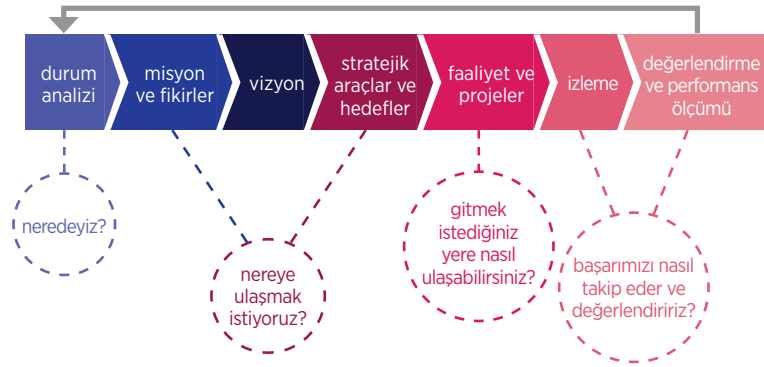 durum
analizi
misyon
ve fikirler
vizyon
stratejik
araçlar ve
hedefler
faaliyet ve
projeler
izleme
değerlendirme
ve performans
ölçümü
neredeyiz?
nereye
ulaşmak
istiyoruz?
gitmek
istediğiniz
yere nasıl
ulaşabilirsiniz?
başarımızı nasıl
takip eder ve
değerlendiririz?